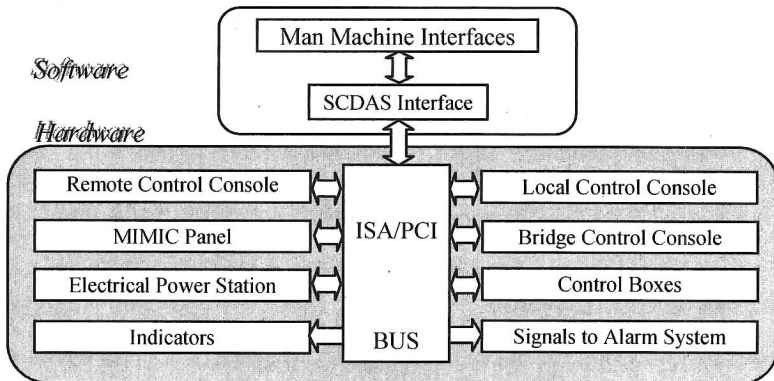 Man Machine Interfaces
Software
SCDAS Interface
Hardware
Remote Control Console
Local Control Console
MIMIC Panel
ISA/PCI
Bridge Control Console
Electrical Power Station
Control Boxes
Indicators
BUS
Signals to Alarm System